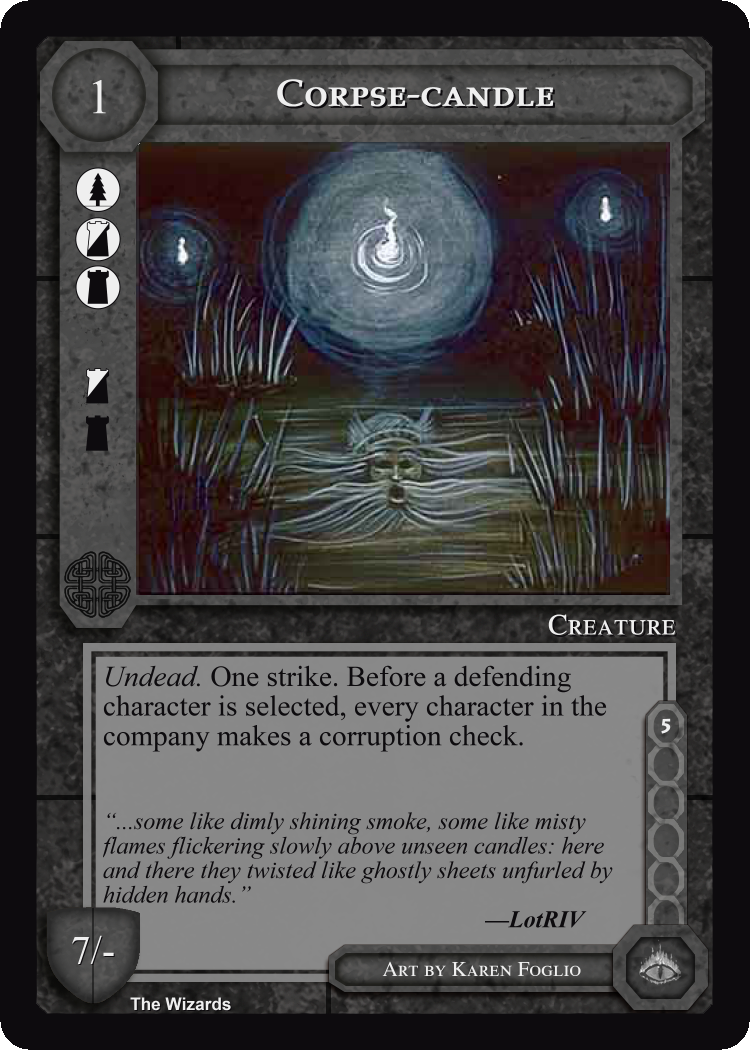 1
CORPSE-CANDLE
CREATURE
Undead. One strike. Before a defending
character is selected, every character in the
company makes a corruption check.
5
“...some like dimly shining smoke, some like misty
flames flickering slowly above unseen candles: here
and there they twisted like ghostly sheets unfurled by
hidden hands.”
—LotRIV
7/-
ART BY KAREN FOGLIO
The Wizards